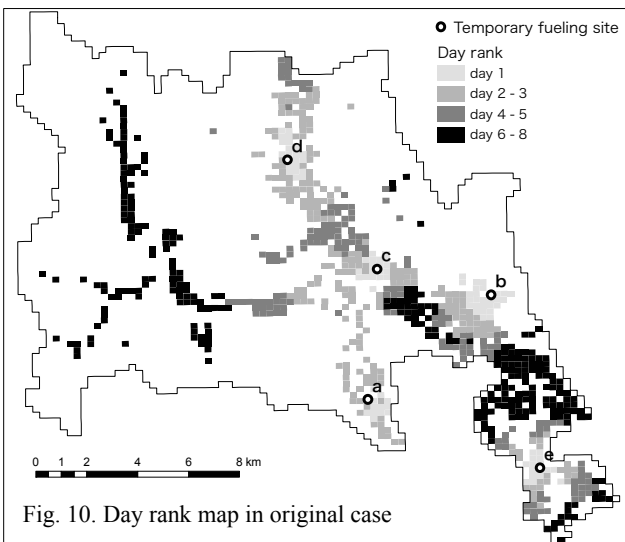 Temporary fueling site
Day rank
day 1
day 2 - 3
day 4 - 5
day 6 - 8
d
c
b
a
e
0 1 2 4 6 8 km
Fig. 10. Day rank map in original case